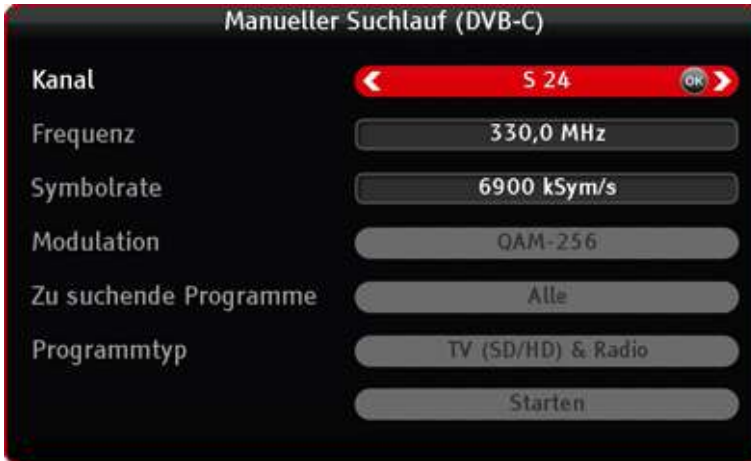 Manueller Suchlauf (DVB-C)
Kanal S 24 OK
Frequenz 330,0 MHz
Symbolrate 6900 kSym/s
Modulation QAM-256
Zu suchende Programme Alle
Programmtyp TV (SD/HD) & Radio
Starten